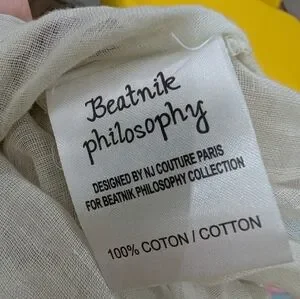 Beatnik
philosophy
DESIGNED BY NJ COUTURE PARIS
FOR BEATNIK PHILOSOPHY COLLECTION
100% COTON / COTTON